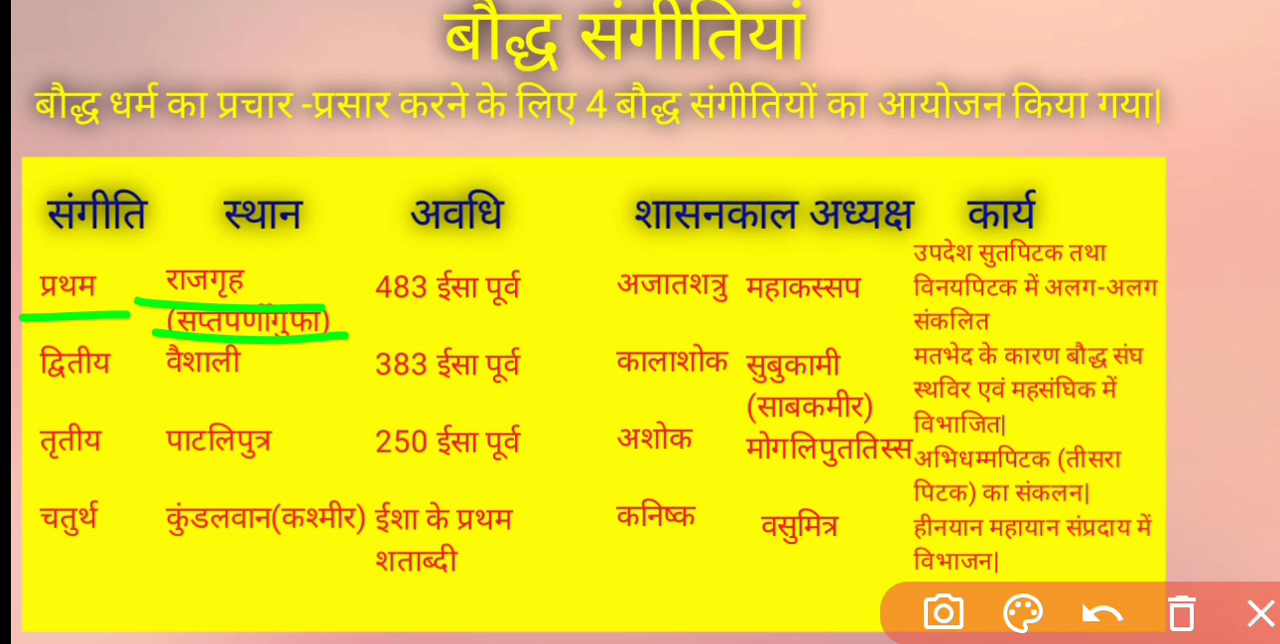 बौद्ध संगीतियां
बौद्ध धर्म का प्रचार -प्रसार करने के लिए 4 बौद्ध संगीतियों का आयोजन किया गया|
संगीति स्थान अवधि शासनकाल अध्यक्ष कार्य
प्रथम राजगृह 483 ईसा पूर्व अजातशत्रु महाकस्सप उपदेश सुतपिटक तथा
(सप्तपर्णीगुफा) विनयपिटक में अलग-अलग
संकलित
द्वितीय वैशाली 383 ईसा पूर्व कालाशोक सुबुकामी मतभेद के कारण बौद्ध संघ
(साबकमीर) स्थविर एवं महसंघिक में
विभाजित|
तृतीय पाटलिपुत्र 250 ईसा पूर्व अशोक मोगलिपुततिस्स अभिधम्मपिटक (तीसरा
पिटक) का संकलन|
चतुर्थ कुंडलवान(कश्मीर) ईशा के प्रथम कनिष्क वसुमित्र हीनयान महायान संप्रदाय में
शताब्दी विभाजन|